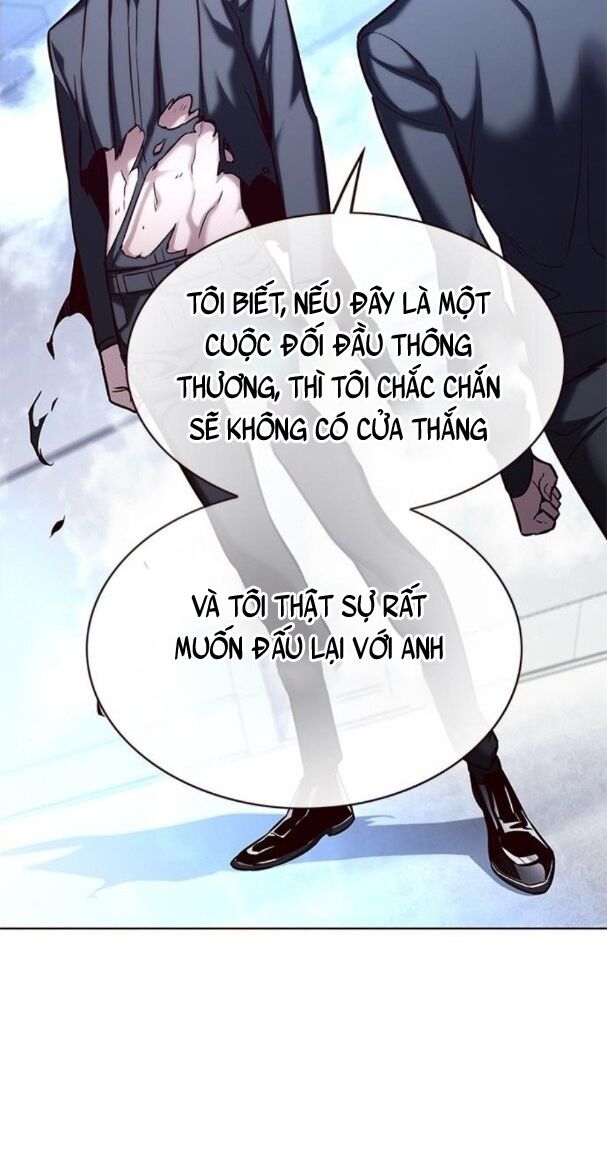 TÔI BIẾT, NẾU ĐÂY LÀ MỘT
CUỘC ĐỐI ĐẦU THÔNG
THƯƠNG, THÌ TÔI CHẮC CHẮN
SẼ KHÔNG CÓ CỬA THẮNG
VÀ TÔI THẬT SỰ RẤT
MUỐN ĐẤU LẠI VỚI ANH